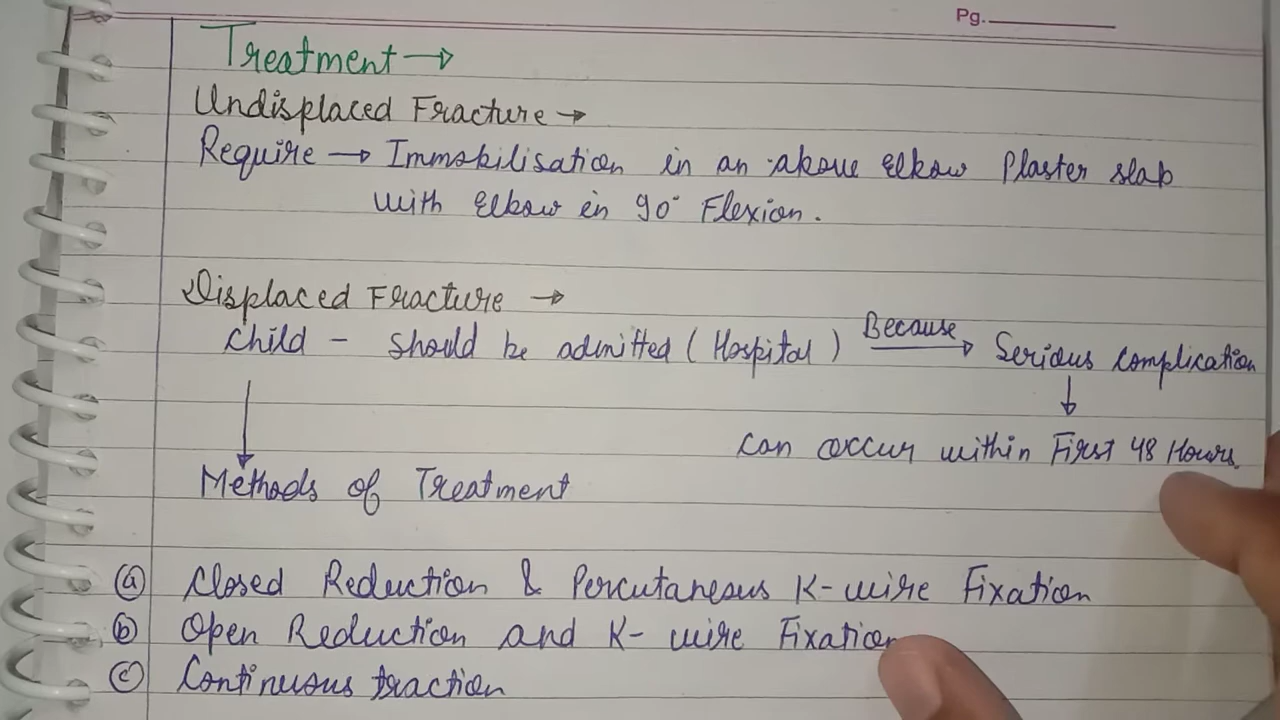 Pg.
Treatment →
Undisplaced Fracture →
Require → Immobilisation in an above elbow Plaster slab
with elbow in 90° Flexion.
Displaced Fracture →
Child - should be admitted (Hospital) Because → Serious complication
↓
can occur within First 48 Hours.
↓
Methods of Treatment
(a) Closed Reduction & Percutaneous K-wire Fixation
(b) Open Reduction and K-wire Fixation
(c) Continuous traction